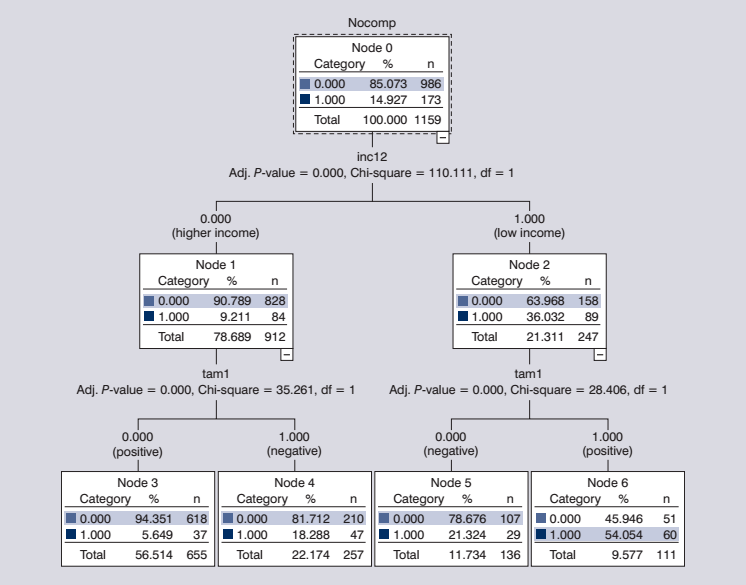 Nocomp
Node 0
Category % n
0.000 85.073 986
1.000 14.927 173
Total 100.000 1159
inc12
Adj. P-value = 0.000, Chi-square = 110.111, df = 1
0.000
(higher income)
1.000
(low income)
Node 1
Category % n
0.000 90.789 828
1.000 9.211 84
Total 78.689 912
Node 2
Category % n
0.000 63.968 158
1.000 36.032 89
Total 21.311 247
tam1
Adj. P-value = 0.000, Chi-square = 35.261, df = 1
tam1
Adj. P-value = 0.000, Chi-square = 28.406, df = 1
0.000
(positive)
1.000
(negative)
0.000
(negative)
1.000
(positive)
Node 3
Category % n
0.000 94.351 618
1.000 5.649 37
Total 56.514 655
Node 4
Category % n
0.000 81.712 210
1.000 18.288 47
Total 22.174 257
Node 5
Category % n
0.000 78.676 107
1.000 21.324 29
Total 11.734 136
Node 6
Category % n
0.000 45.946 51
1.000 54.054 60
Total 9.577 111